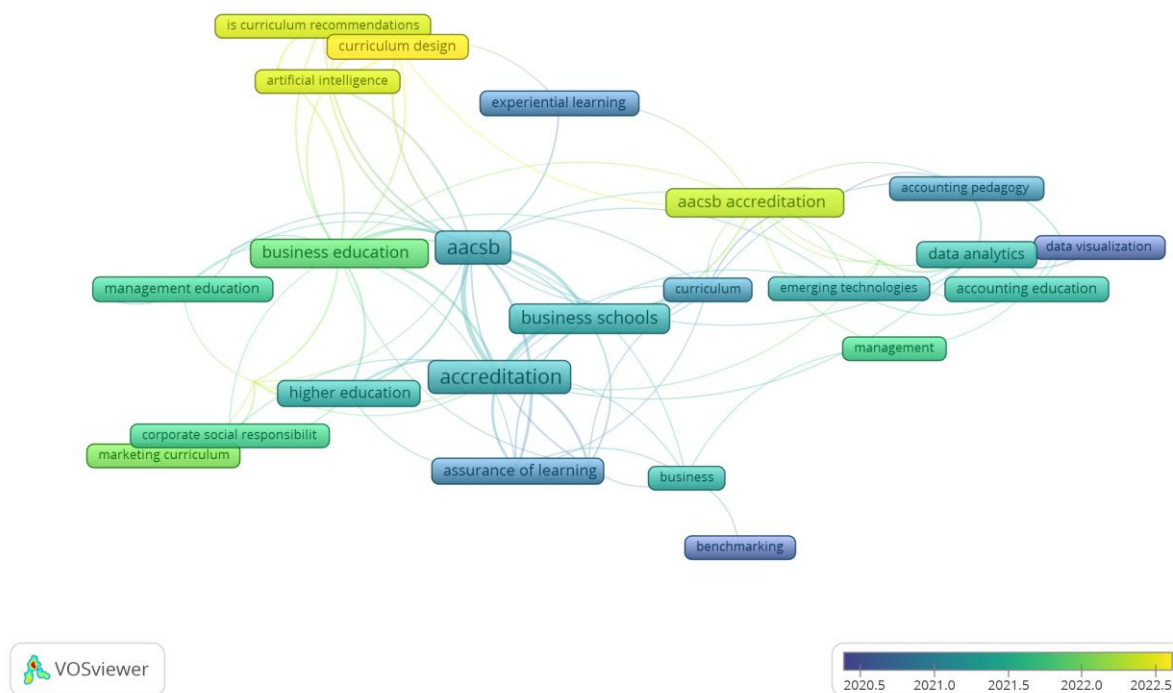 is curriculum recommendations
curriculum design
artificial intelligence
experiential learning
accounting pedagogy
aacsb accreditation
aacsb
business education
data analytics
data visualization
management education
curriculum
emerging technologies
accounting education
business schools
management
accreditation
higher education
corporate social responsibilit
marketing curriculum
assurance of learning
business
benchmarking
VOSviewer
2020.5 2021.0 2021.5 2022.0 2022.5